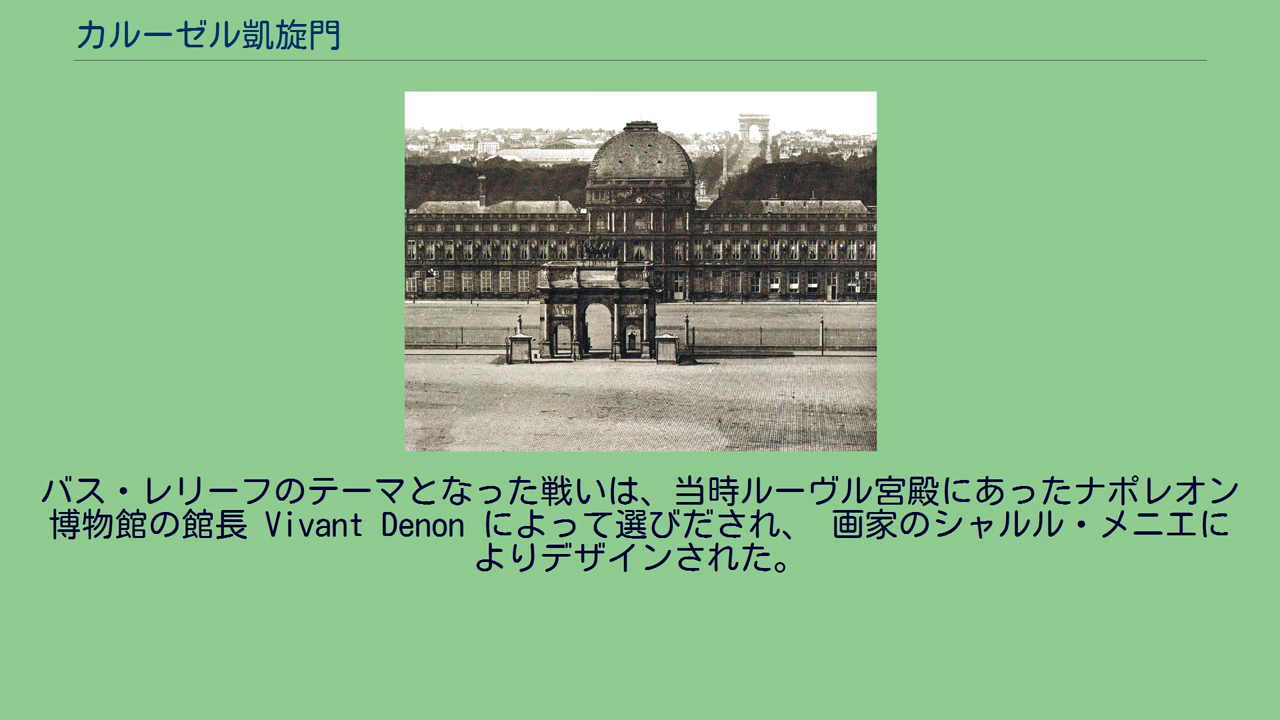 カルーゼル凱旋門
バス・レリーフのテーマとなった戦いは、当時ルーヴル宮殿にあったナポレオン
博物館の館長 Vivant Denon によって選びだされ、 画家のシャルル・メニエに
よりデザインされた。